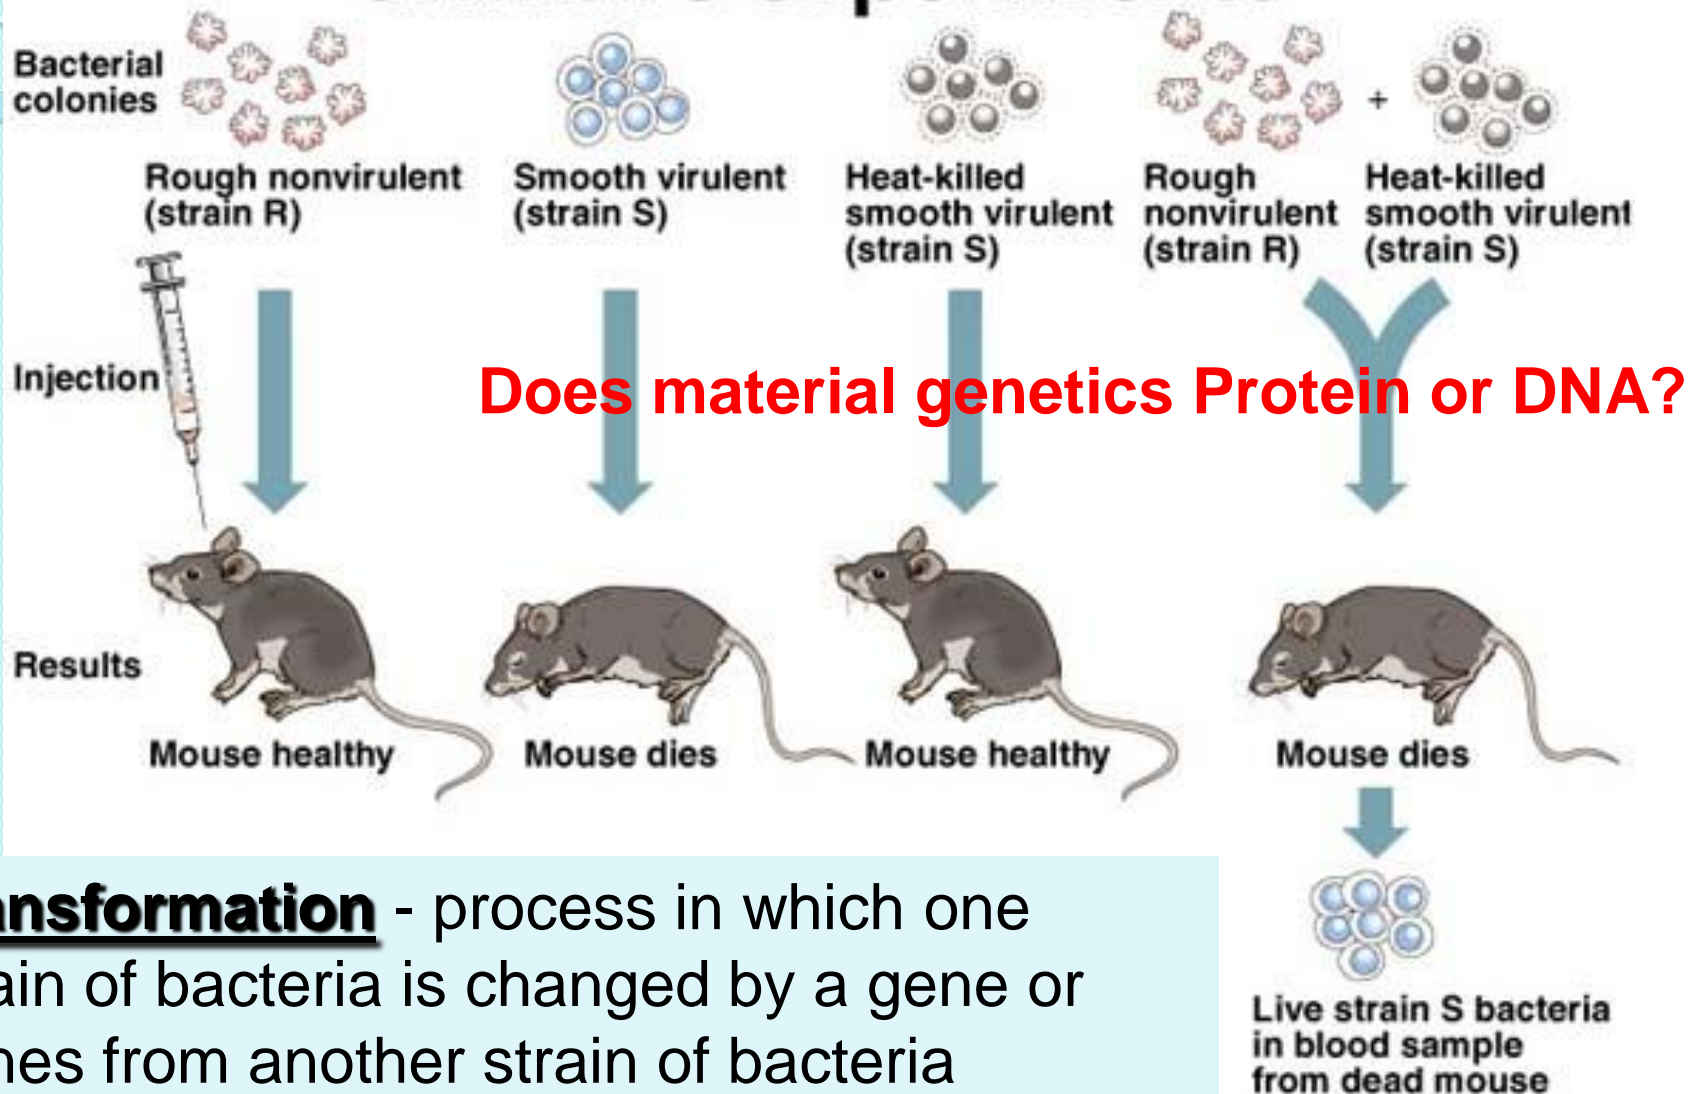 Bacterial
colonies
+
Rough nonvirulent
(strain R)
Smooth virulent
(strain S)
Heat-killed
smooth virulent
(strain S)
Rough
nonvirulent
(strain R)
Heat-killed
smooth virulent
(strain S)
Injection
Does material genetics Protein or DNA?
Results
Mouse healthy
Mouse dies
Mouse healthy
Mouse dies
ansformation - process in which one
ain of bacteria is changed by a gene or
nes from another strain of bacteria
Live strain S bacteria
in blood sample
from dead mouse